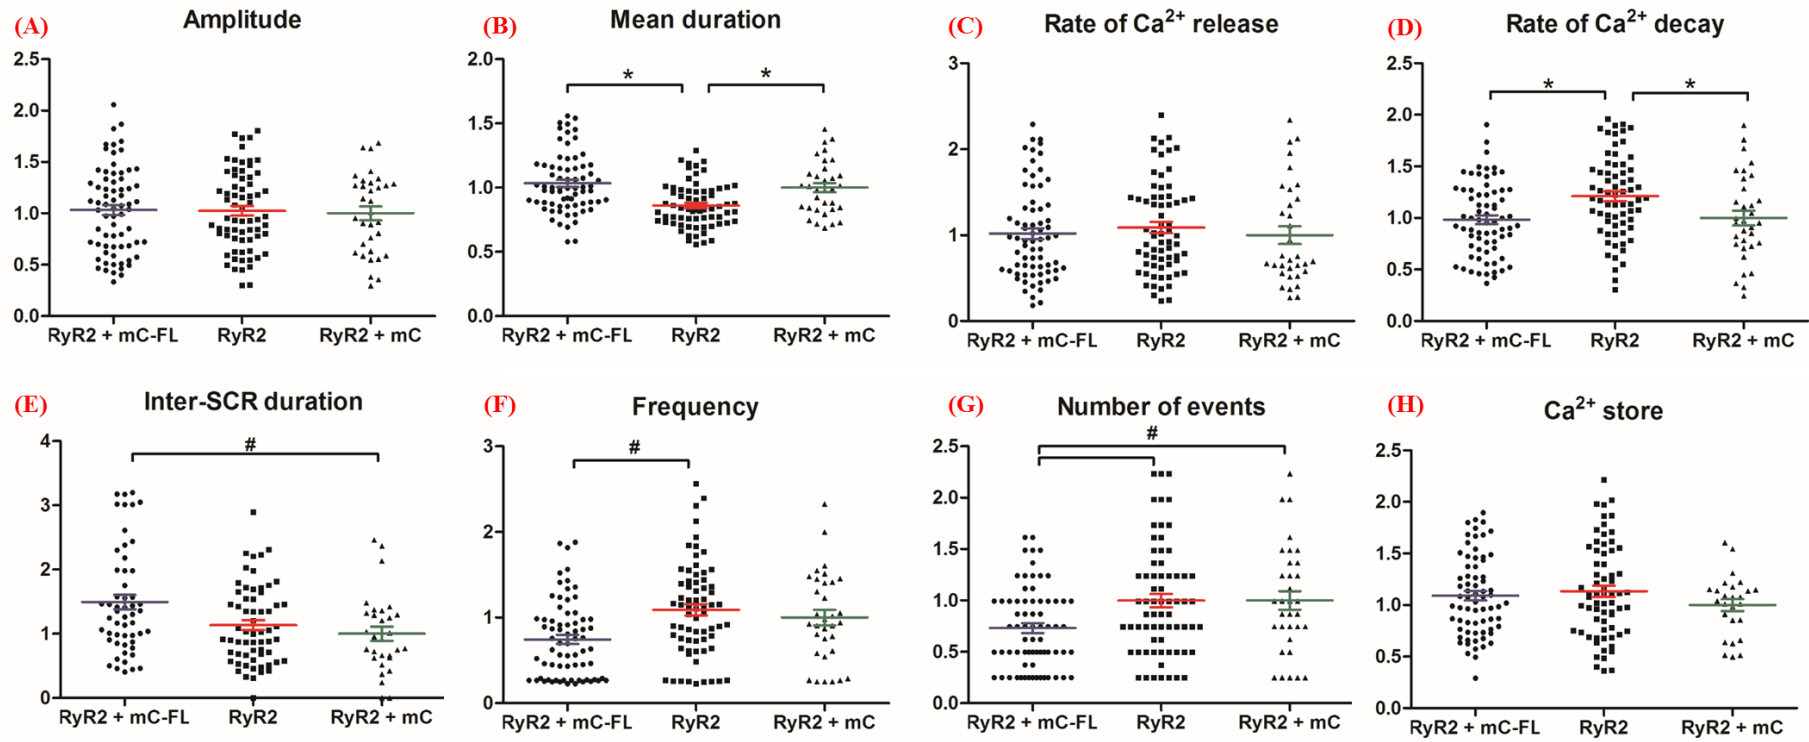 (A) Amplitude
2.5
2.0
1.5
1.0
0.5
0.0
RyR2 + mC-FL RyR2 RyR2 + mC
(B) Mean duration
2.0
1.5
1.0
0.5
0.0
* *
RyR2 + mC-FL RyR2 RyR2 + mC
(C) Rate of Ca²⁺ release
3
2
1
0
RyR2 + mC-FL RyR2 RyR2 + mC
(D) Rate of Ca²⁺ decay
2.5
2.0
1.5
1.0
0.5
0.0
* *
RyR2 + mC-FL RyR2 RyR2 + mC
(E) Inter-SCR duration
4
3
2
1
0
#
RyR2 + mC-FL RyR2 RyR2 + mC
(F) Frequency
3
2
1
0
#
RyR2 + mC-FL RyR2 RyR2 + mC
(G) Number of events
2.5
2.0
1.5
1.0
0.5
0.0
#
RyR2 + mC-FL RyR2 RyR2 + mC
(H) Ca²⁺ store
2.5
2.0
1.5
1.0
0.5
0.0
RyR2 + mC-FL RyR2 RyR2 + mC